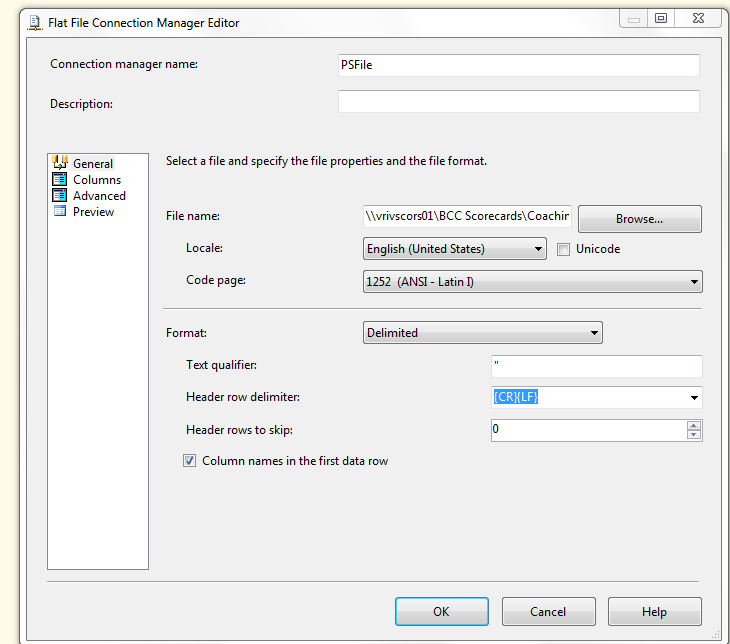 Flat File Connection Manager Editor
Connection manager name: PSFile
Description:
General
Columns
Advanced
Preview
Select a file and specify the file properties and the file format.
File name: \\vrivscors01\BCC Scorecards\Coachin Browse...
Locale: English (United States) Unicode
Code page: 1252 (ANSI - Latin I)
Format: Delimited
Text qualifier: "
Header row delimiter: {CR}{LF}
Header rows to skip: 0
Column names in the first data row
OK Cancel Help